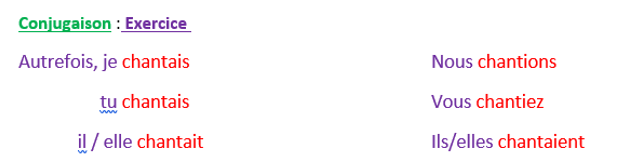 Conjugaison : Exercice
Autrefois, je chantais Nous chantions
tu chantais Vous chantiez
il / elle chantait Ils/elles chantaient